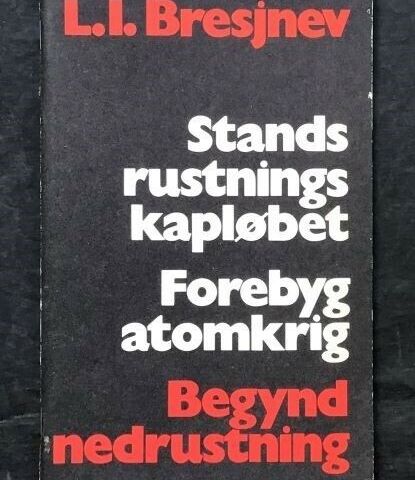 L.I. Bresjnev
Stands
rustnings
kapløbet
Forebyg
atomkrig
Begynd
nedrustning